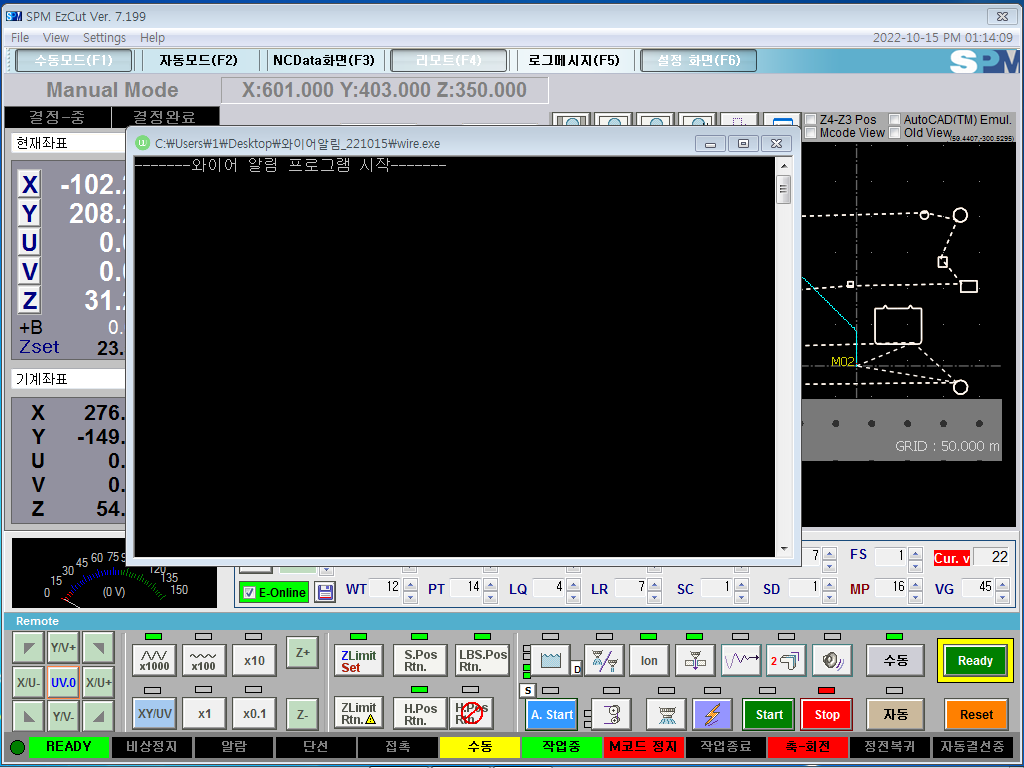 SPM EzCut Ver. 7.199
File View Settings Help
2022-10-15 PM 01:14:09
수동모드(F1) 자동모드(F2) NCData화면(F3) 리모트(F4) 로그메시지(F5) 설정 화면(F6) SPM
Manual Mode X:601.000 Y:403.000 Z:350.000
결정-중 결정완료
Z4-Z3 Pos AutoCAD(TM) Emul.
Mcode View Old View
(59.4407,-300.5295)
현재좌표
C:\Users\1\Desktop\와이어알림_221015\wire.exe
-------와이어 알림 프로그램 시작-------
X -102.
Y 208.
U 0.
V 0.
Z 31.
+B 0.
Zset 23.
M02
기계좌표
X 276.
Y -149.
U 0.
V 0.
Z 54.
GRID : 50.000 m
0 15 30 45 60 75 120 135 150
(0 V)
7 FS 1 Cur. v 22
E-Online WT 12 PT 14 LQ 4 LR 7 SC 1 SD 1 MP 16 VG 45
Remote
Y/V+ x1000 x100 x10 Z+ ZLimit Set S.Pos Rtn. LBS.Pos Rtn. D Ion 2 수동 Ready
X/U- UV.0 X/U+
Y/V- XY/UV x1 x0.1 Z- ZLimit Rtn. H.Pos Rtn. H.Pos Rtn. S A. Start Start Stop 자동 Reset
READY 비상정지 알람 단선 접촉 수동 작업중 M코드 정지 작업종료 축-회전 정전복귀 자동결선중